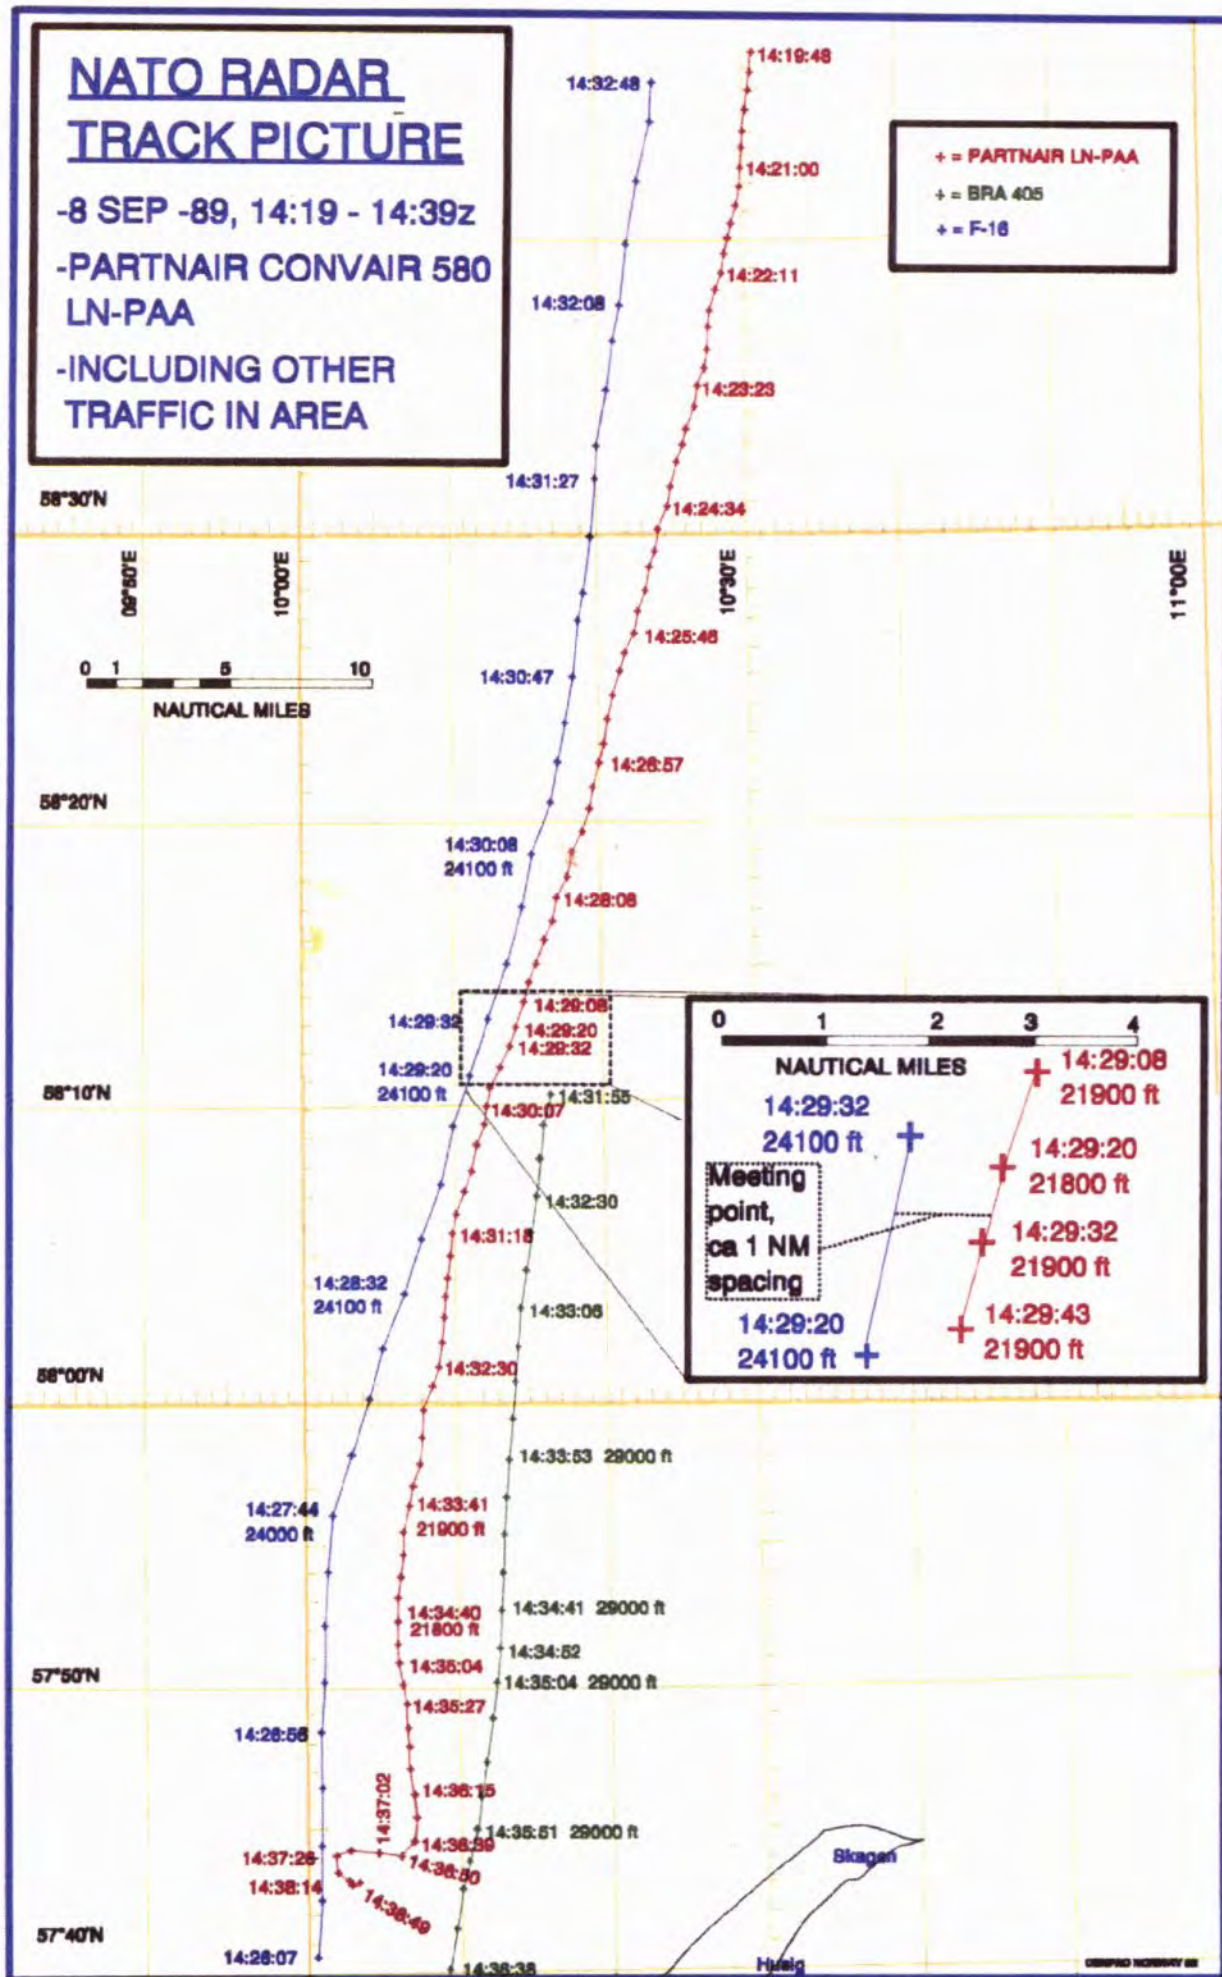 NATO RADAR
TRACK PICTURE
-8 SEP -89, 14:19 - 14:39z
-PARTNAIR CONVAIR 580
LN-PAA
-INCLUDING OTHER
TRAFFIC IN AREA
+ = PARTNAIR LN-PAA
+ = BRA 405
+ = F-16
14:32:48
14:19:48
14:21:00
14:22:11
14:32:08
14:23:23
14:31:27
14:24:34
58°30'N
09°50'E
10°00'E
10°30'E
11°00'E
14:25:46
0 1 5 10
NAUTICAL MILES
14:30:47
14:26:57
58°20'N
14:30:08
24100 ft
14:28:08
14:29:08
14:29:32
14:29:20
14:29:32
14:29:20
24100 ft
58°10'N
14:30:07
14:31:55
14:32:30
14:31:18
14:28:32
24100 ft
14:33:06
0 1 2 3 4
NAUTICAL MILES
14:29:08
21900 ft
14:29:32
24100 ft
14:29:20
21800 ft
Meeting
point,
ca 1 NM
spacing
14:29:32
21900 ft
14:29:20
24100 ft
14:29:43
21900 ft
58°00'N
14:32:30
14:33:53 29000 ft
14:27:44
24000 ft
14:33:41
21900 ft
14:34:40
21800 ft
14:34:41 29000 ft
14:34:52
57°50'N
14:35:04
14:35:04 29000 ft
14:35:27
14:26:56
14:36:15
14:37:02
14:35:51 29000 ft
14:36:39
14:36:50
14:37:26
14:38:14
14:38:49
Skagen
57°40'N
14:26:07
14:36:38
Husig